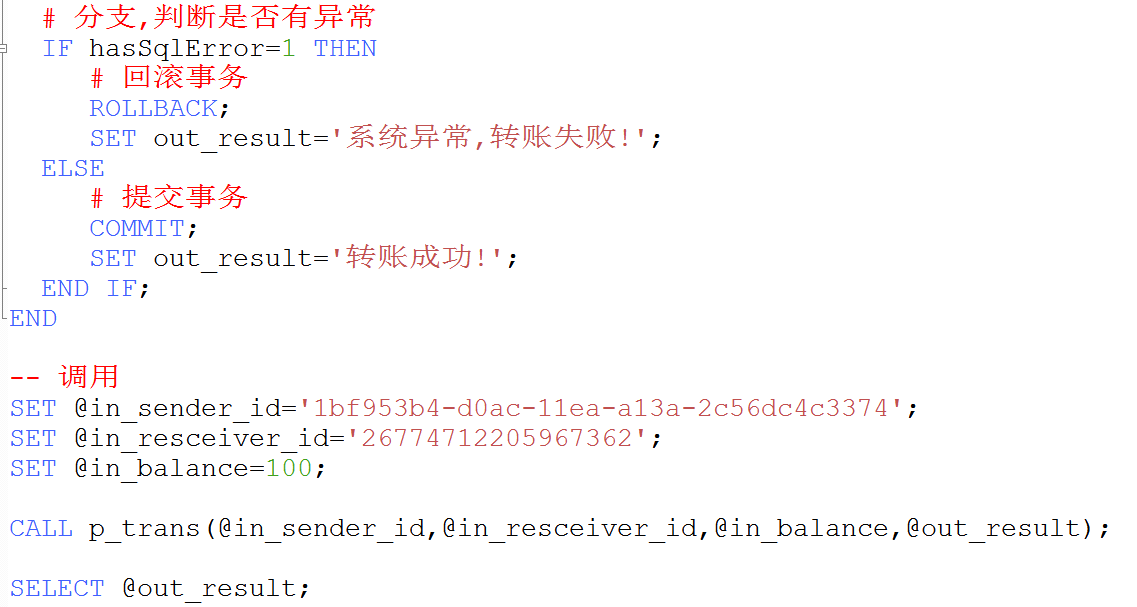 # 分支,判断是否有异常
IF hasSqlError=1 THEN
# 回滚事务
ROLLBACK;
SET out_result='系统异常,转账失败!';
ELSE
# 提交事务
COMMIT;
SET out_result='转账成功!';
END IF;
END
-- 调用
SET @in_sender_id='1bf953b4-d0ac-11ea-a13a-2c56dc4c3374';
SET @in_resceiver_id='26774712205967362';
SET @in_balance=100;
CALL p_trans(@in_sender_id,@in_resceiver_id,@in_balance,@out_result);
SELECT @out_result;